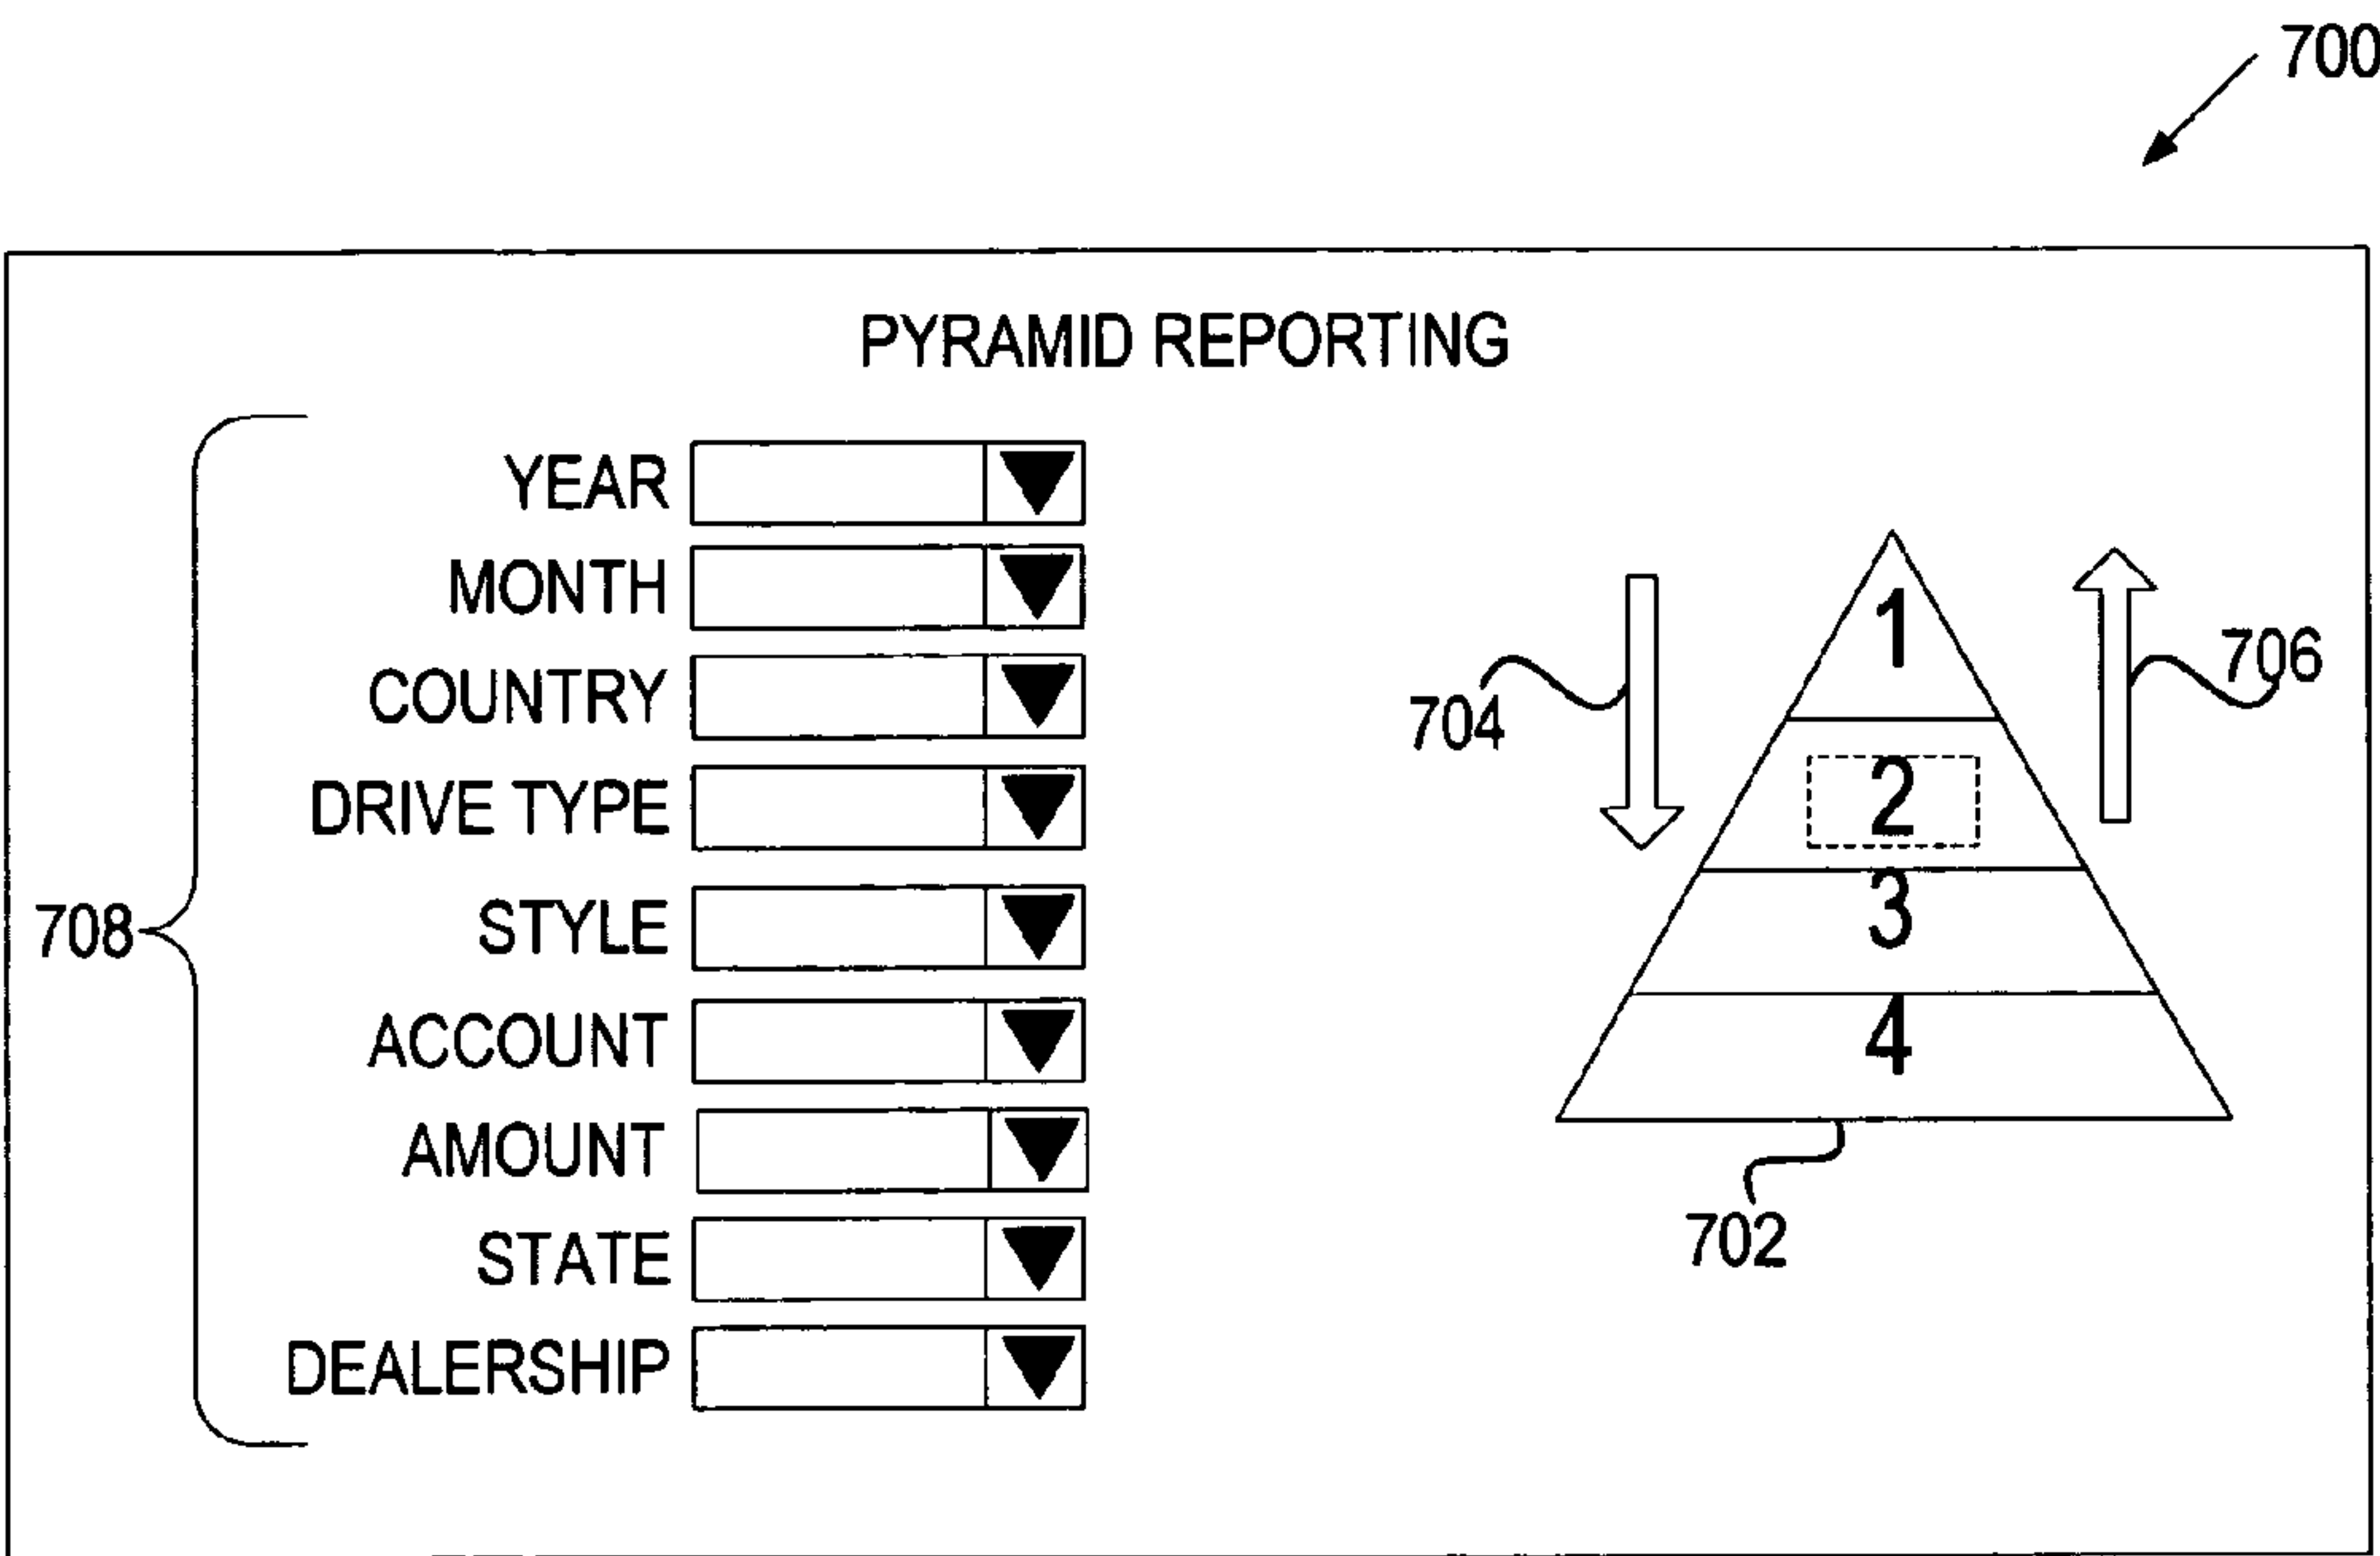 700
PYRAMID REPORTING
YEAR
MONTH
COUNTRY
DRIVE TYPE
STYLE
ACCOUNT
AMOUNT
STATE
DEALERSHIP
708
704
706
1
2
3
4
702